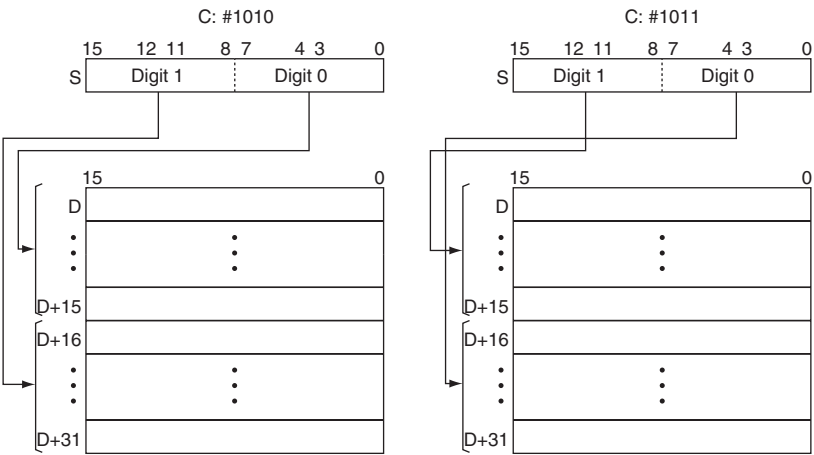 C: #1010
15 12 11 8 7 4 3 0
S Digit 1 Digit 0
15 0
D
D+15
D+16
D+31
C: #1011
15 12 11 8 7 4 3 0
S Digit 1 Digit 0
15 0
D
D+15
D+16
D+31